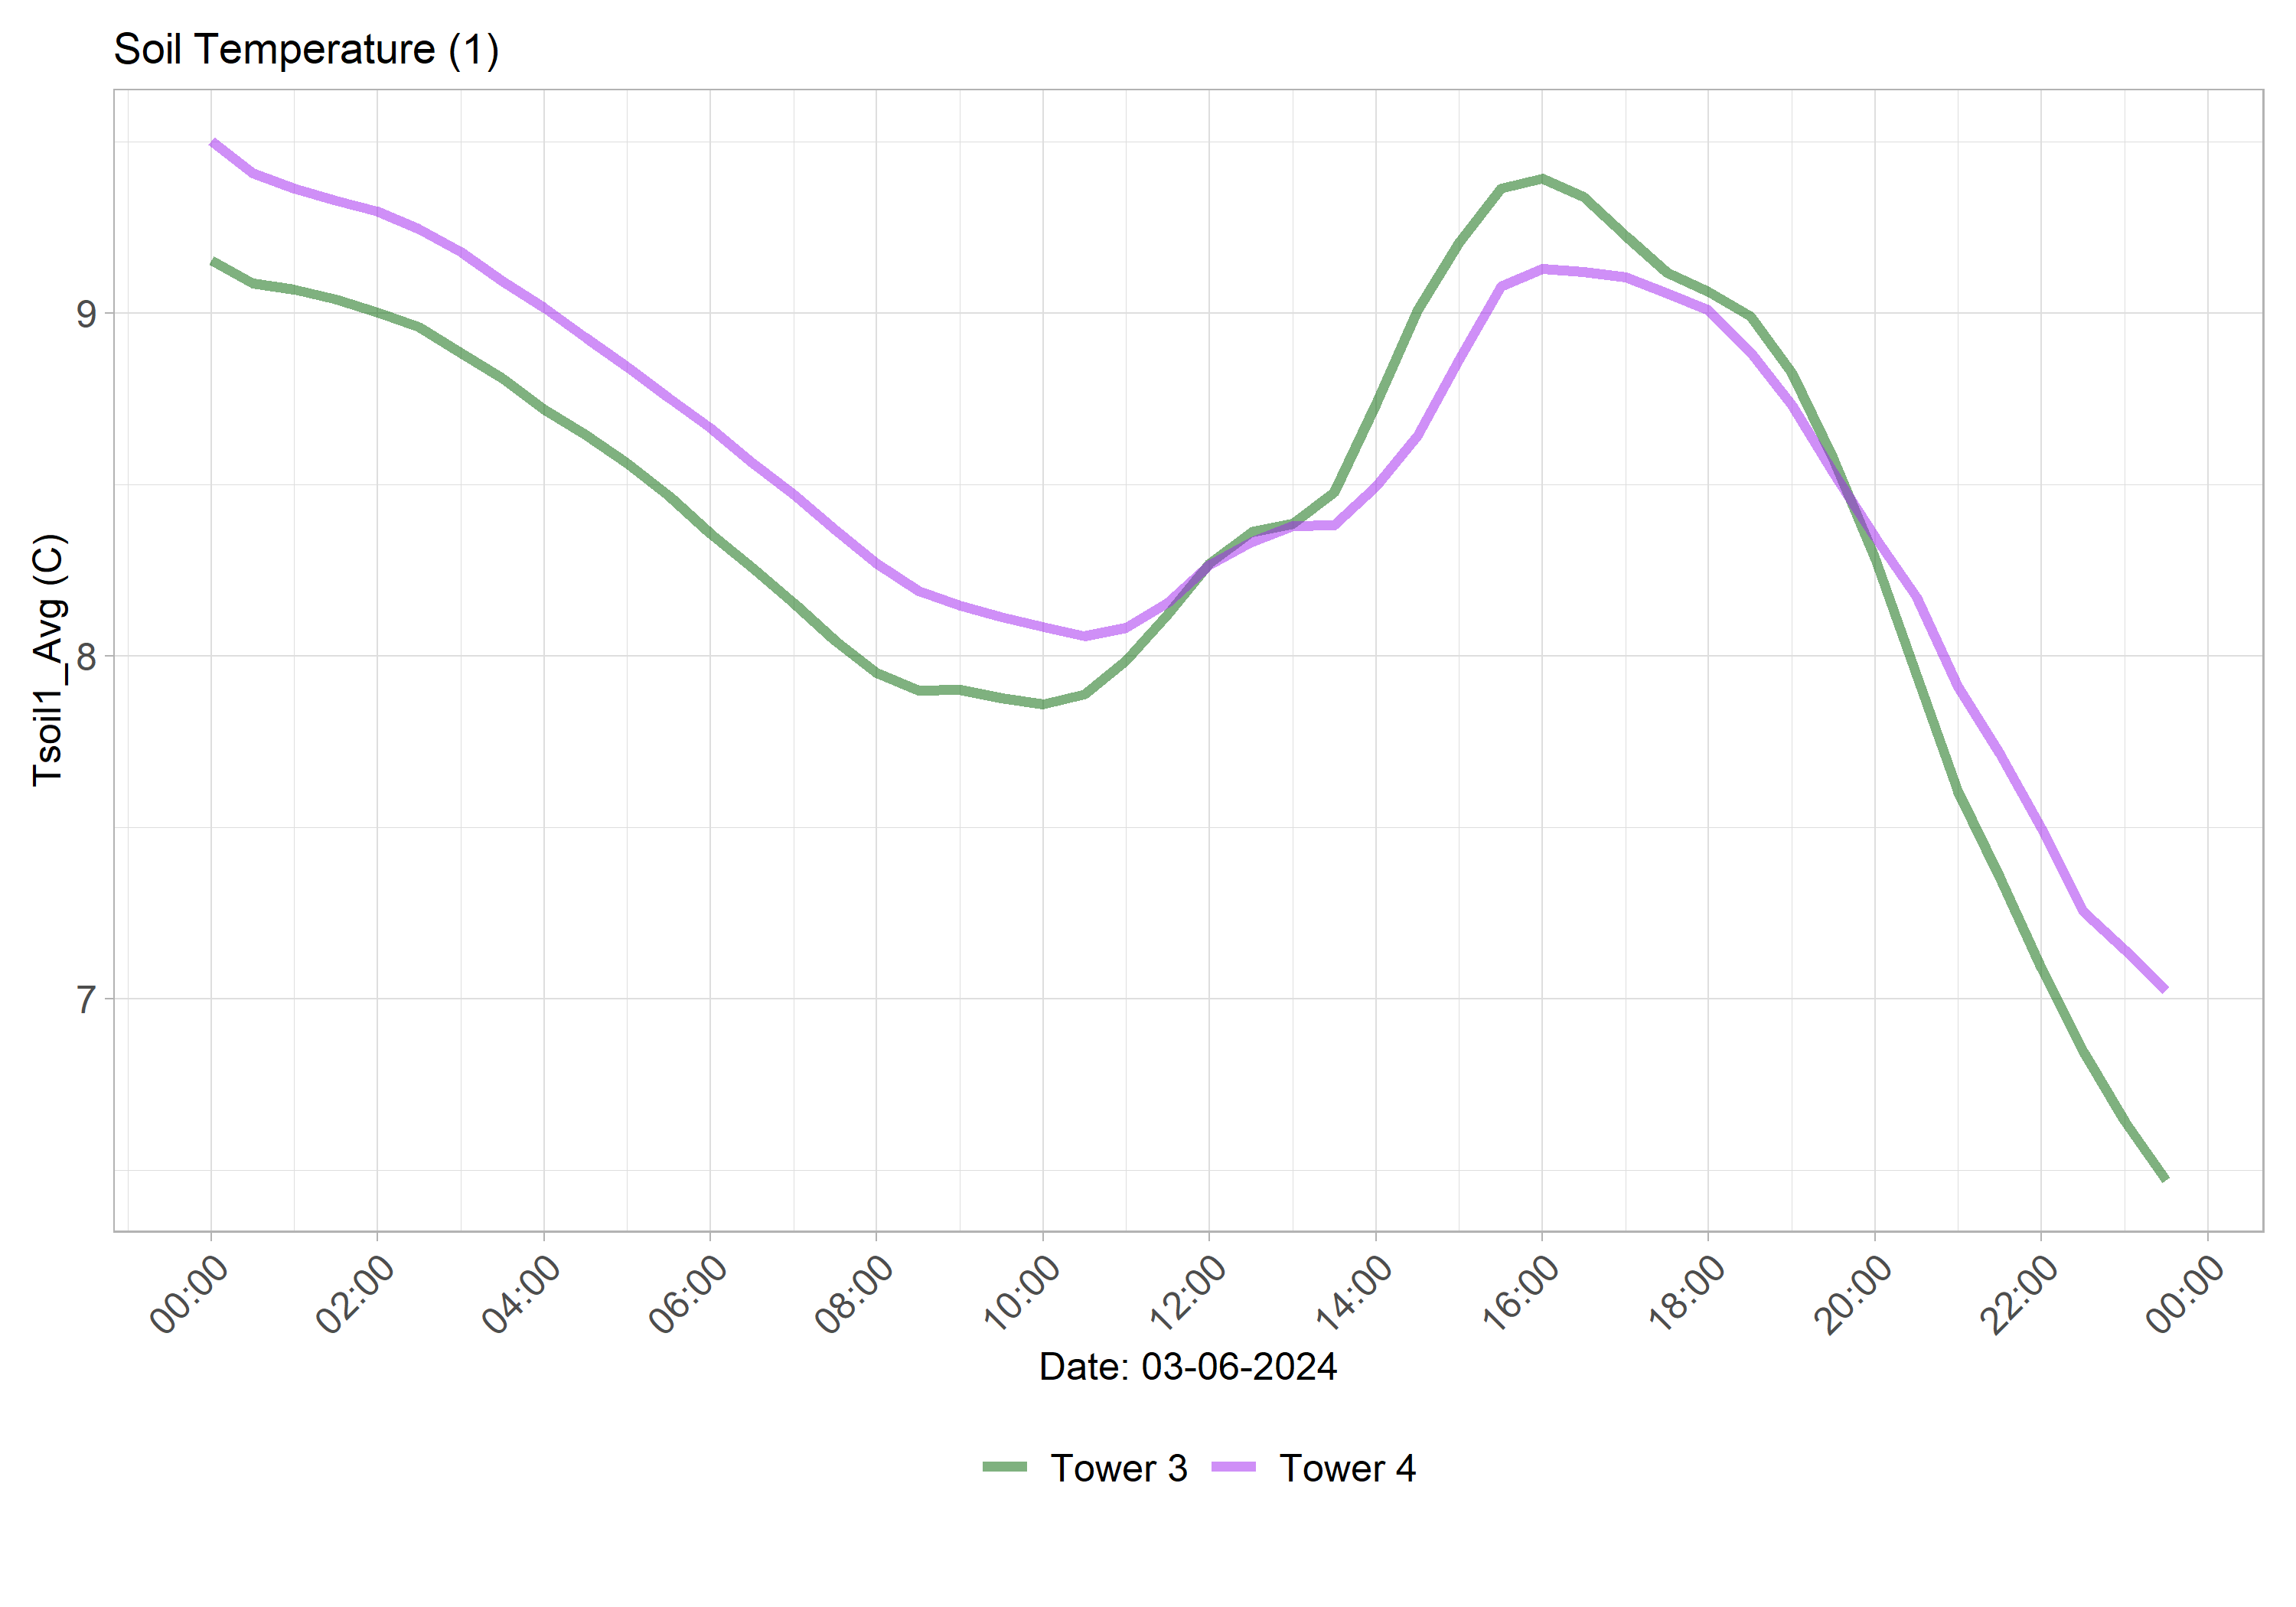 Soil Temperature (1)
Tsoil1_Avg (C)
9
8
7
00:00 02:00 04:00 06:00 08:00 10:00 12:00 14:00 16:00 18:00 20:00 22:00 00:00
Date: 03-06-2024
Tower 3 Tower 4